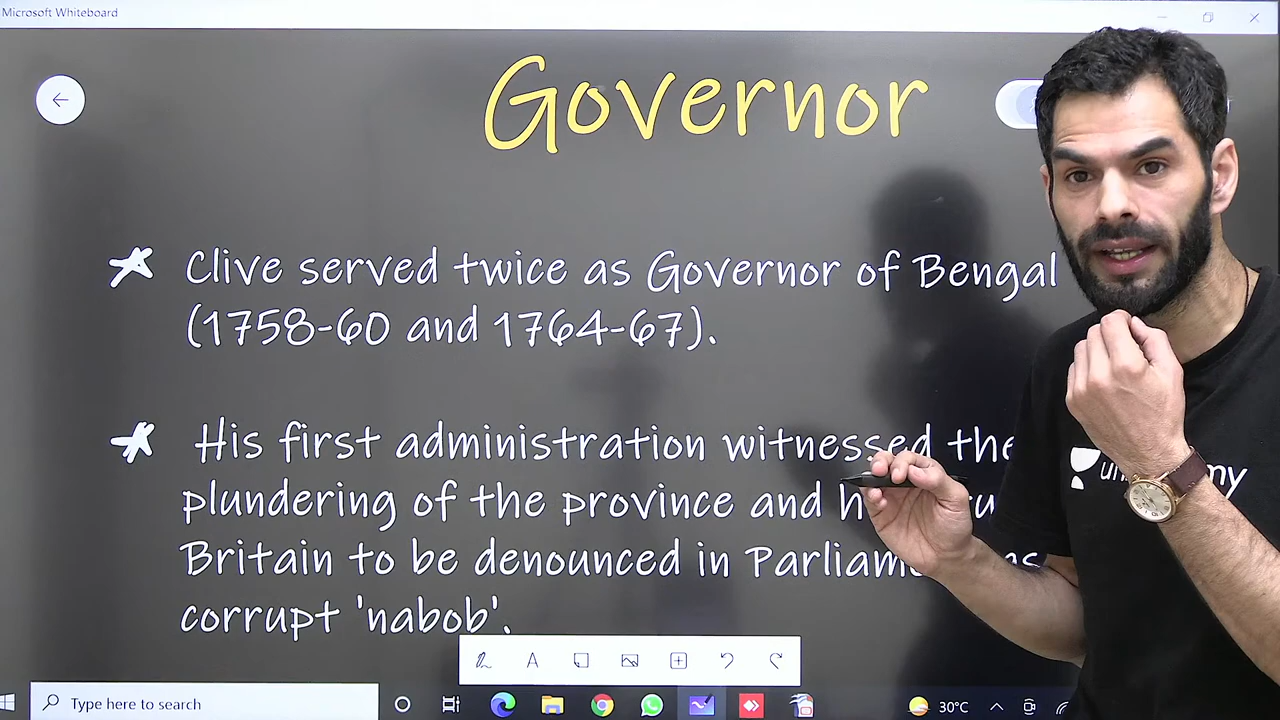 Microsoft Whiteboard
Governor
Clive served twice as Governor of Bengal
(1758-60 and 1764-67).
His first administration witnessed the
plundering of the province and
Britain to be denounced in
corrupt 'nabob'.
Type here to search
30°C